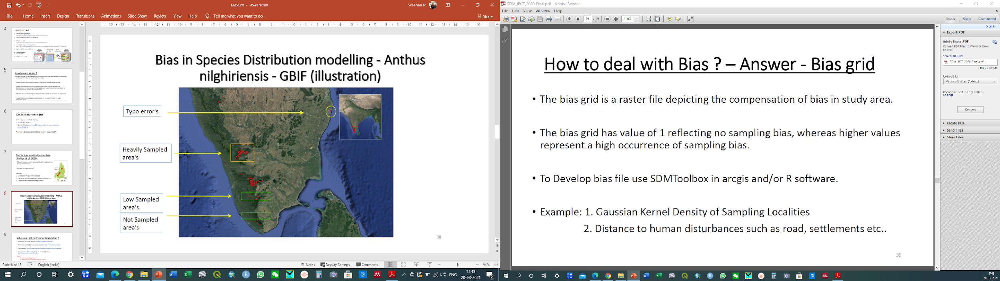 MaxEnt - PowerPoint
Sreehari R
File Home Insert Design Transitions Animations Slide Show Review View Help Tell me what you want to do
Share
4
5
How Maxent Works ?
6
Species occurrence data
7
Bias in Species distribution data
(Phillips et al. 2009).
8
Bias in Species Distribution modelling - Anthus
nilghiriensis - GBIF (illustration)
9
Where do I get Environmental Variables ?
Bias in Species Distribution modelling - Anthus
nilghiriensis - GBIF (illustration)
Typo error's
Heavily Sampled
area's
Low Sampled
area's
Not Sampled
area's
38
Slide 8 of 15 English (India)
Notes Display Settings Comments 94%
ENG
17:43
20-03-2021
SDM_IBCT_2020-Final.pdf - Adobe Reader
File Edit View Window Help
39 / 59 110%
Tools Sign Comment
Sign In
Export PDF
Adobe ExportPDF
Convert PDF files to Word or Excel
online.
Select PDF File:
SDM_IBCT_2020-Final.pdf
1 file / 2.69 MB
Convert To:
Microsoft Word (*.docx)
Recognize Text in English(U.S.)
Change
Convert
Create PDF
Send Files
Store Files
How to deal with Bias ? – Answer - Bias grid
• The bias grid is a raster file depicting the compensation of bias in study area.
• The bias grid has value of 1 reflecting no sampling bias, whereas higher values
represent a high occurrence of sampling bias.
• To Develop bias file use SDMToolbox in arcgis and/or R software.
• Example: 1. Gaussian Kernel Density of Sampling Localities
2. Distance to human disturbances such as road, settlements etc..
39
17:43
20-03-2021